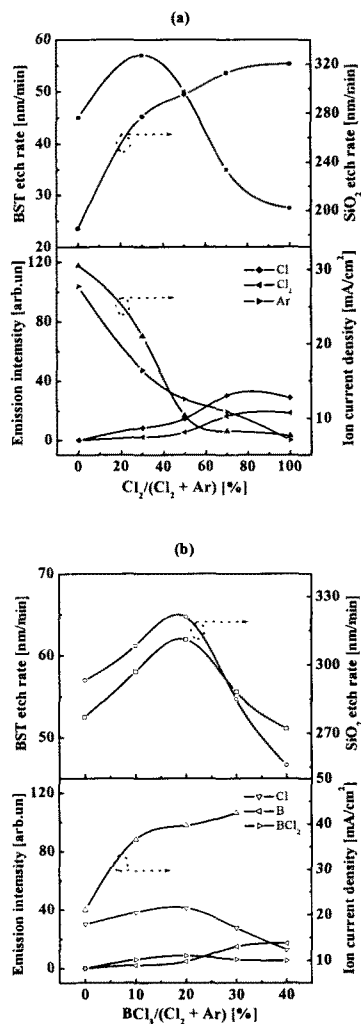 (a)
60
50
40
30
20
BST etch rate [nm/min]
320
280
240
200
SiO2 etch rate [nm/rain]
120
80
40
0
Emission intemsity [arb.un]
Cl
Cl2
Ar
30
20
10
Ion current density [mA/cm2]
0 20 40 60 80 100
Cl2/(Cl2 + Ar) [%]
(b)
70
60
50
BST etch rate [nm/min]
330
310
290
270
50
SiO2 etch rate [nm/min]
120
80
40
0
Emission intensity [arb.un]
Cl
B
BCl2
40
30
20
10
Ion current density [mA/cm2]
0 10 20 30 40
BCl3/(Cl2 + Ar) [%]